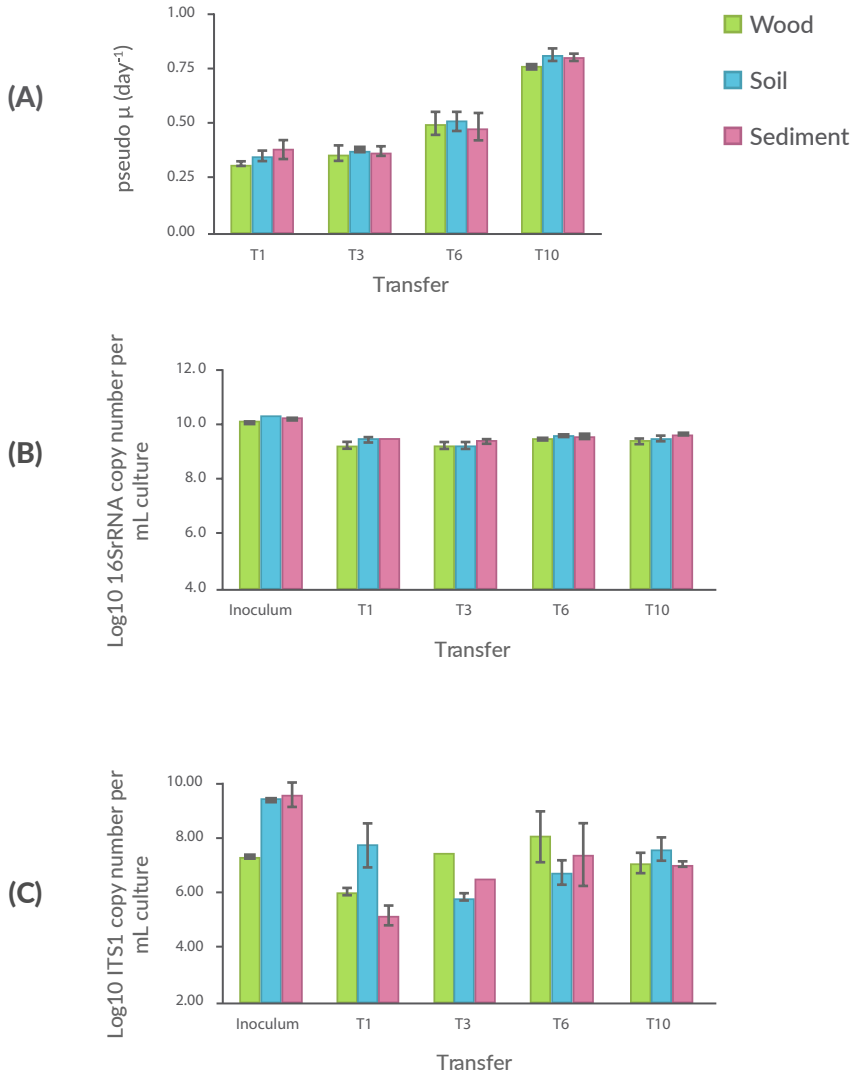 Wood
Soil
Sediment
(A)
pseudo μ (day⁻¹)
1.00
0.75
0.50
0.25
0.00
T1 T3 T6 T10
Transfer
(B)
Log10 16SrRNA copy number per
mL culture
12.0
10.0
8.0
6.0
4.0
Inoculum T1 T3 T6 T10
Transfer
(C)
Log10 ITS1 copy number per
mL culture
10.00
8.00
6.00
4.00
2.00
Inoculum T1 T3 T6 T10
Transfer